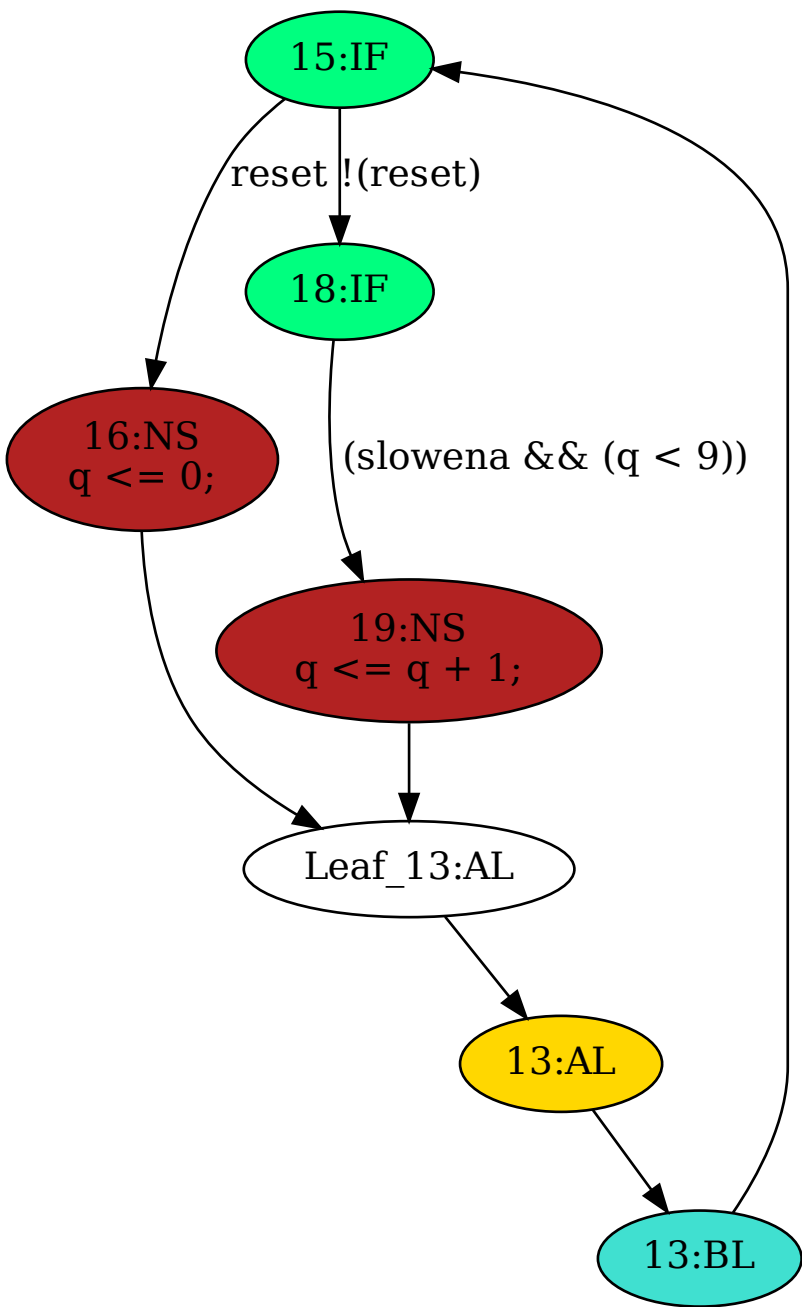 15:IF
reset
!(reset)
18:IF
16:NS
q <= 0;
(slowena && (q < 9))
19:NS
q <= q + 1;
Leaf_13:AL
13:AL
13:BL